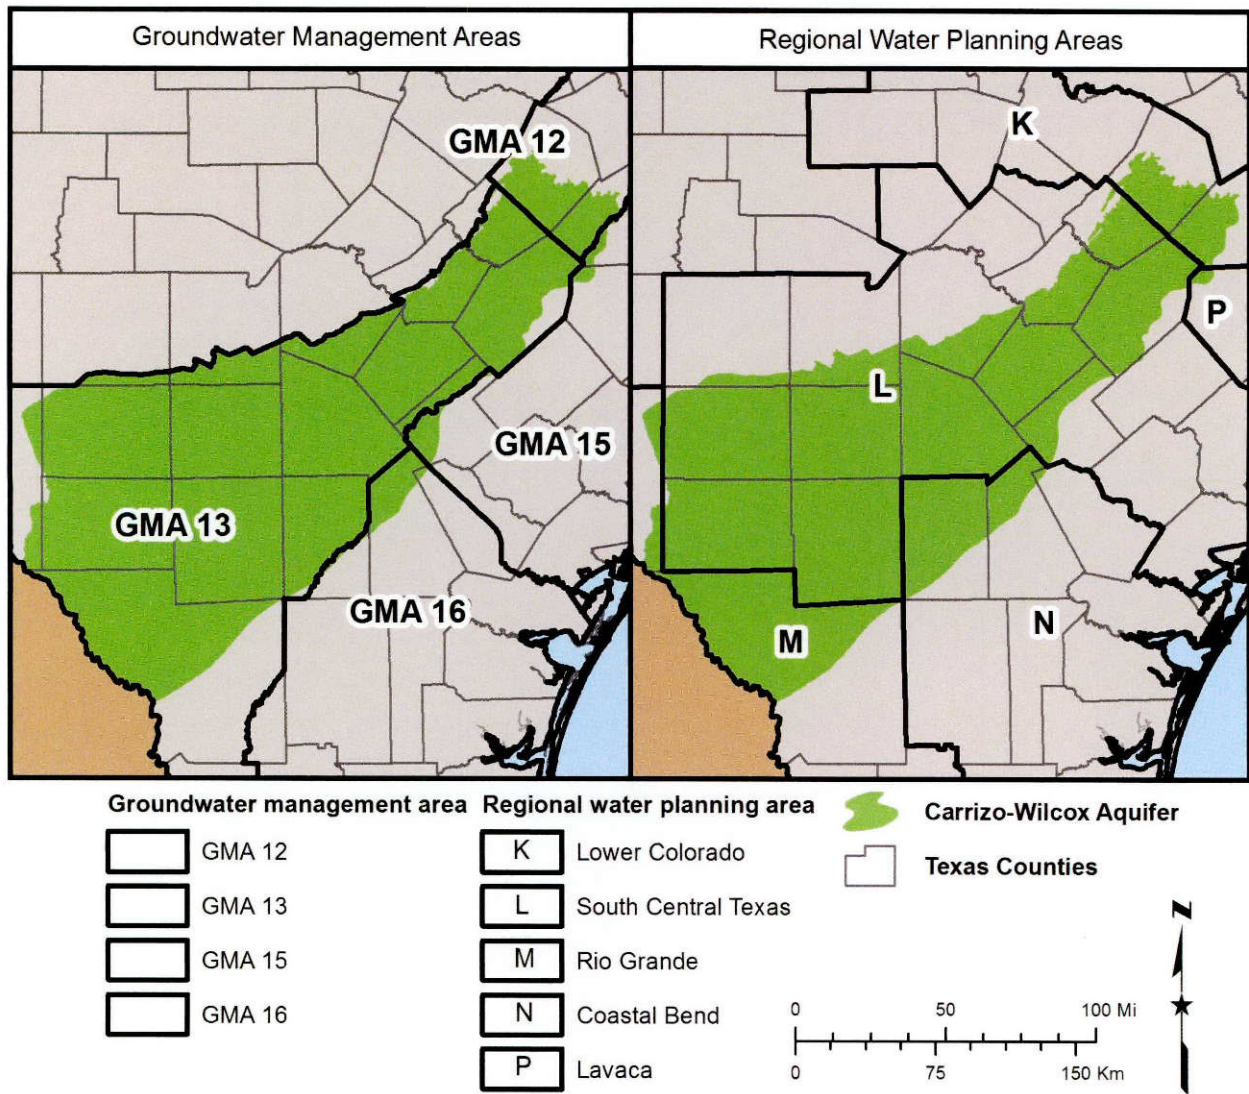 Groundwater Management Areas
Regional Water Planning Areas
GMA 12
GMA 15
GMA 13
GMA 16
K
P
L
N
M
Groundwater management area
GMA 12
GMA 13
GMA 15
GMA 16
Regional water planning area
K Lower Colorado
L South Central Texas
M Rio Grande
N Coastal Bend
P Lavaca
Carrizo-Wilcox Aquifer
Texas Counties
0 50 100 Mi
0 75 150 Km
N